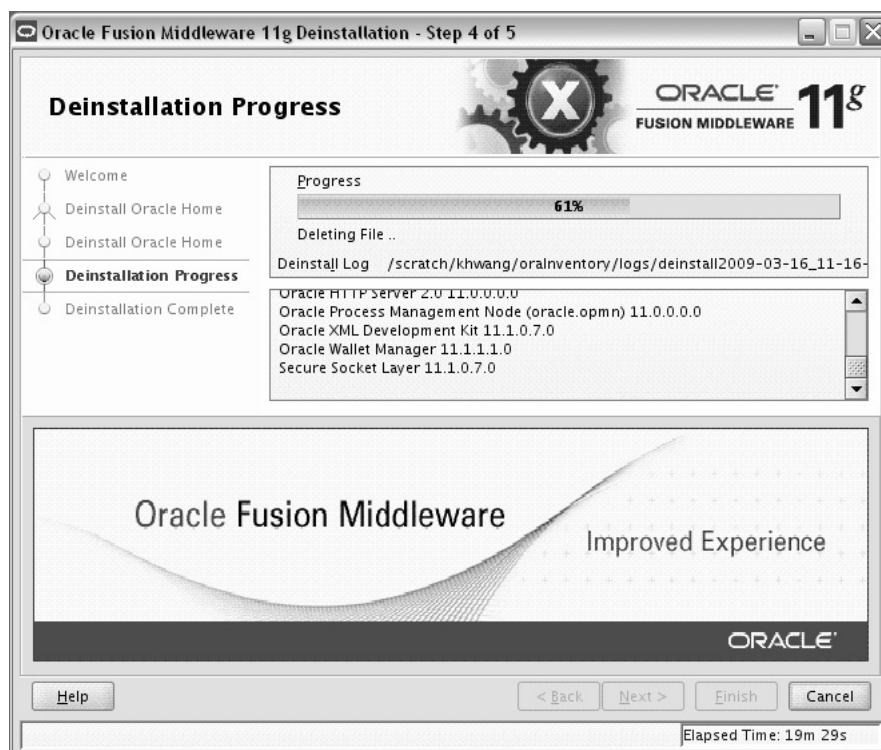 Oracle Fusion Middleware 11g Deinstallation - Step 4 of 5
Deinstallation Progress
ORACLE
FUSION MIDDLEWARE
11g
Welcome
Deinstall Oracle Home
Deinstall Oracle Home
Deinstallation Progress
Deinstallation Complete
Progress
61%
Deleting File ..
Deinstall Log /scratch/khwang/oraInventory/logs/deinstall2009-03-16_11-16-
Oracle HTTP Server 2.0 11.0.0.0.0
Oracle Process Management Node (oracle.opmn) 11.0.0.0.0
Oracle XML Development Kit 11.1.0.7.0
Oracle Wallet Manager 11.1.1.1.0
Secure Socket Layer 11.1.0.7.0
Oracle Fusion Middleware
Improved Experience
ORACLE
Help
< Back
Next >
Finish
Cancel
Elapsed Time: 19m 29s